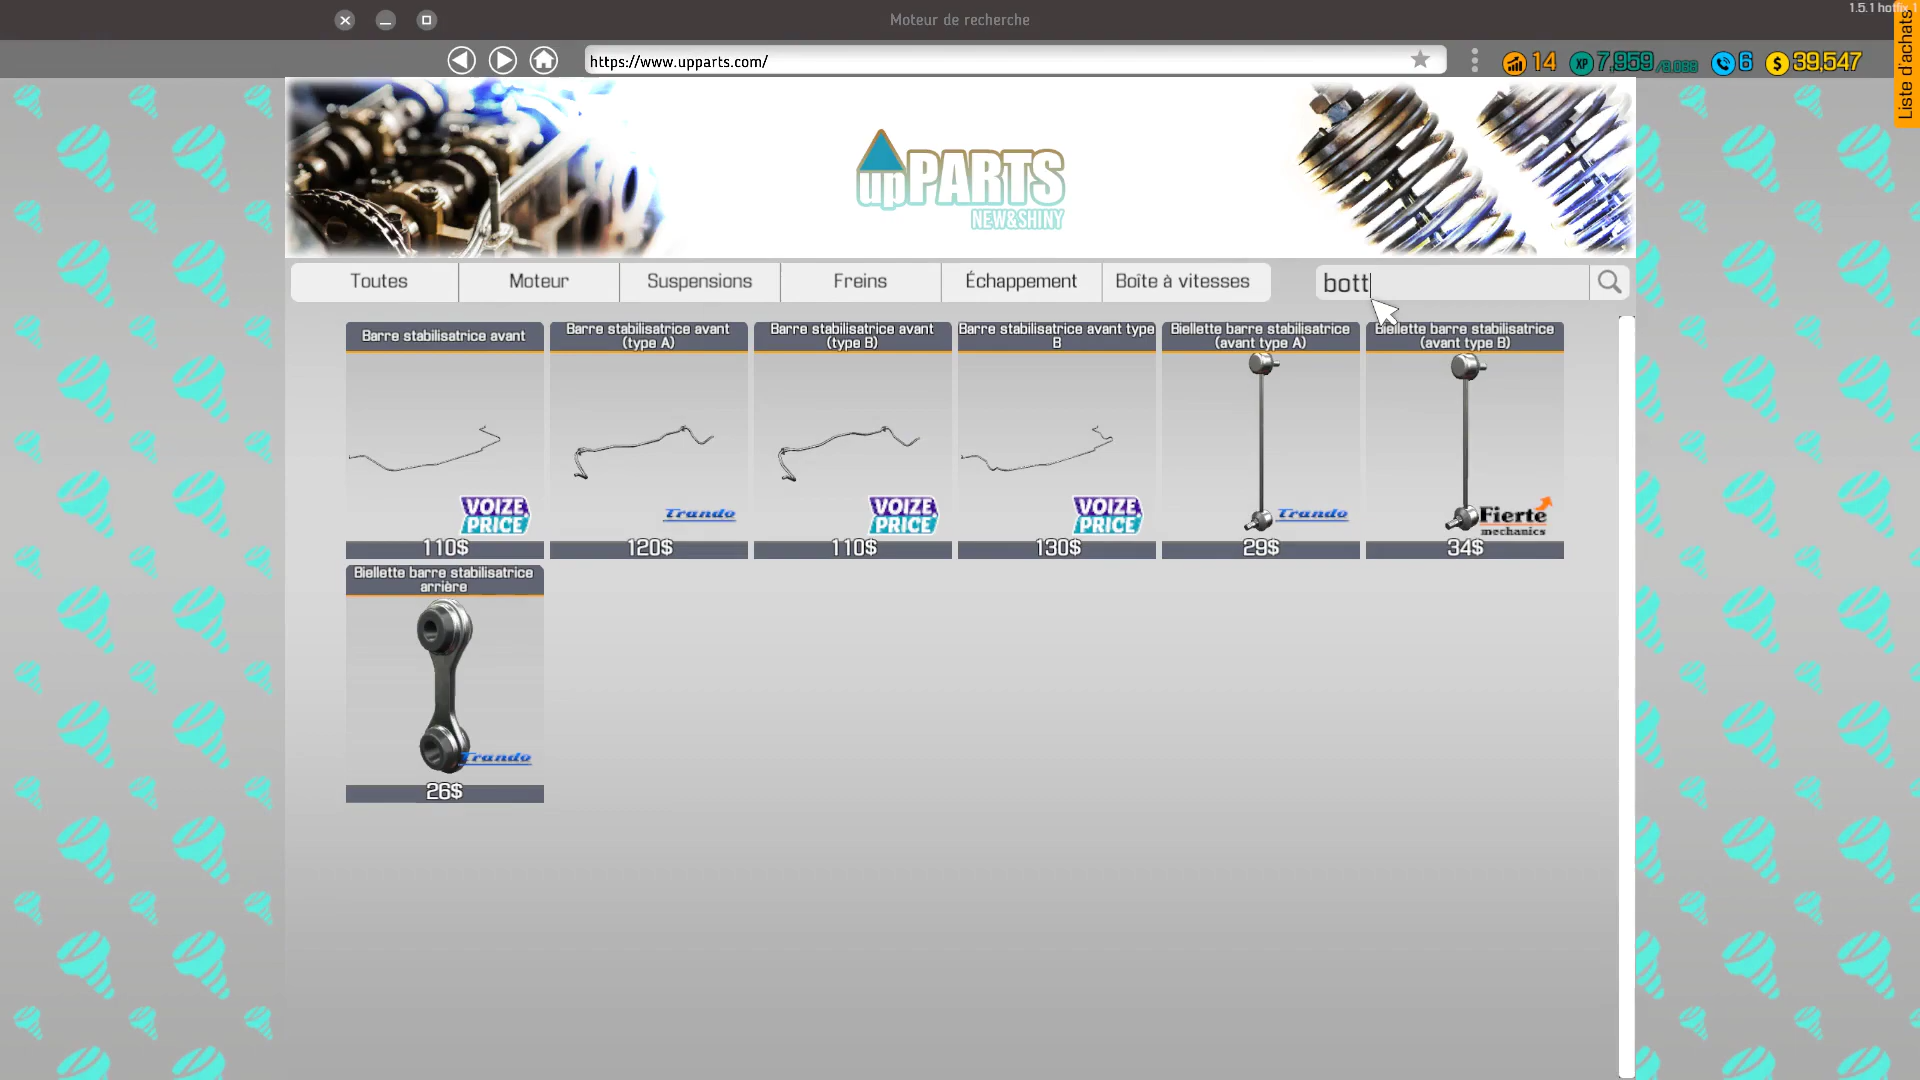 1.5.1 hotfix 1
Moteur de recherche
https://www.upparts.com/
14
XP
7,959
6
$
39,547
Liste d'achats
upPARTS
NEW&SHINY
Toutes
Moteur
Suspensions
Freins
Échappement
Boîte à vitesses
bott
Barre stabilisatrice avant
VOIZE
PRICE
110$
Barre stabilisatrice avant
(type A)
Trando
120$
Barre stabilisatrice avant
(type B)
VOIZE
PRICE
110$
Barre stabilisatrice avant type
B
VOIZE
PRICE
130$
Biellette barre stabilisatrice
(avant type A)
Trando
29$
Biellette barre stabilisatrice
(avant type B)
Fierte
mechanics
34$
Biellette barre stabilisatrice
arrière
Trando
26$